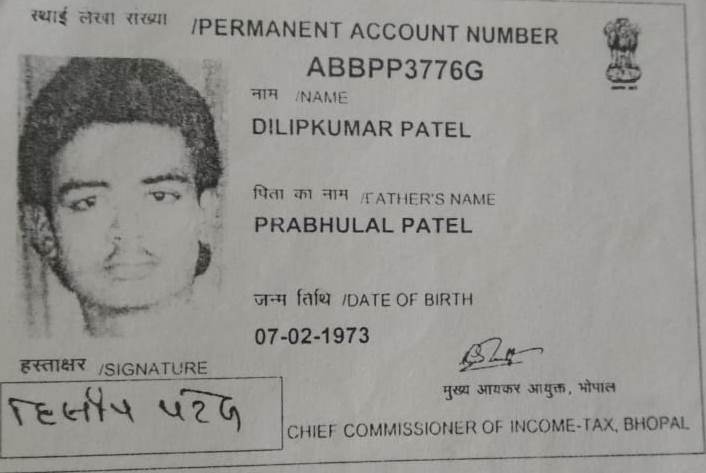 स्थाई लेखा संख्या /PERMANENT ACCOUNT NUMBER
ABBPP3776G
नाम /NAME
DILIPKUMAR PATEL
पिता का नाम /FATHER'S NAME
PRABHULAL PATEL
जन्म तिथि /DATE OF BIRTH
07-02-1973
हस्ताक्षर /SIGNATURE
दिलीप पटेल
मुख्य आयकर आयुक्त, भोपाल
CHIEF COMMISSIONER OF INCOME-TAX, BHOPAL